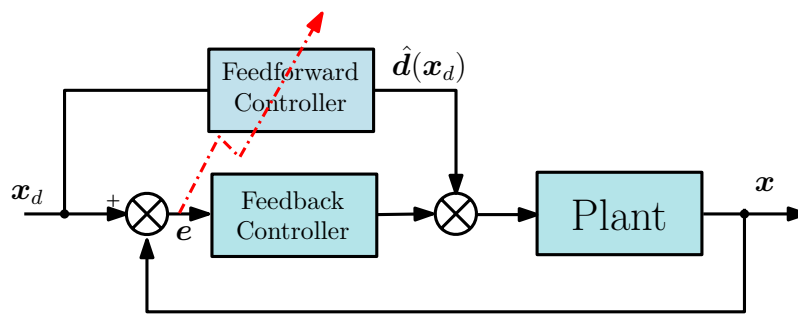 Feedforward
Controller
d̂(x_d)
x_d
+
e
Feedback
Controller
Plant
x